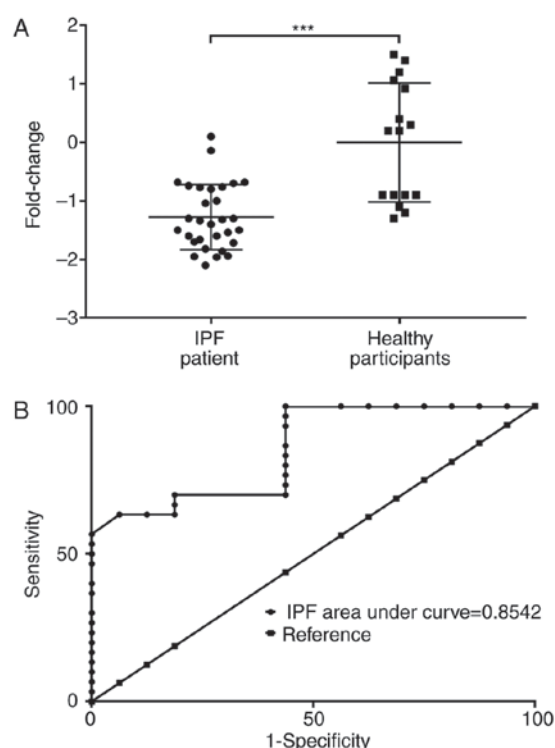 A
***
2
1
0
−1
−2
−3
Fold-change
IPF
patient
Healthy
participants
B
100
50
0
Sensitivity
IPF area under curve=0.8542
Reference
0
50
100
1-Specificity